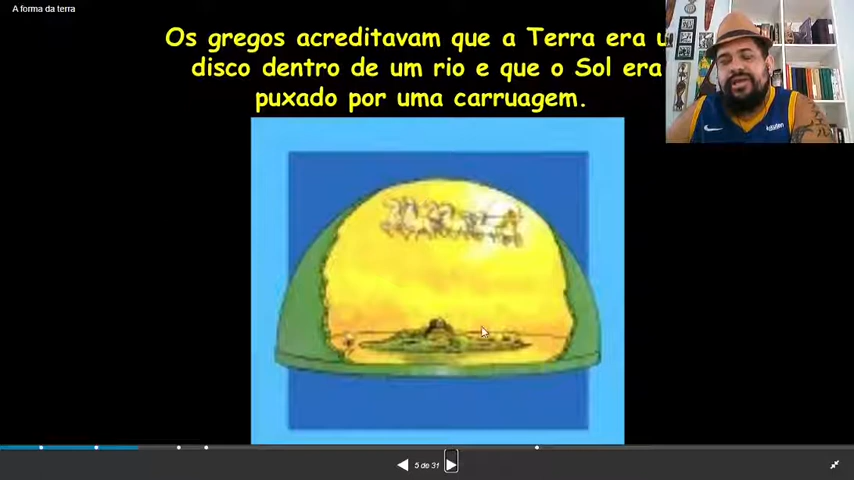 A forma da terra
Os gregos acreditavam que a Terra era u
disco dentro de um rio e que o Sol era
puxado por uma carruagem.
5 de 31